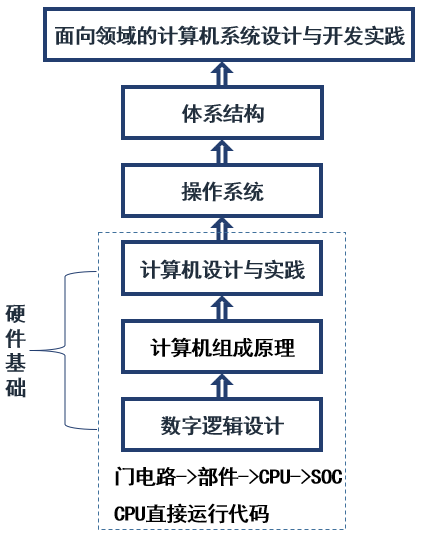 面向领域的计算机系统设计与开发实践
体系结构
操作系统
计算机设计与实践
硬件基础
计算机组成原理
数字逻辑设计
门电路->部件->CPU->SOC
CPU直接运行代码